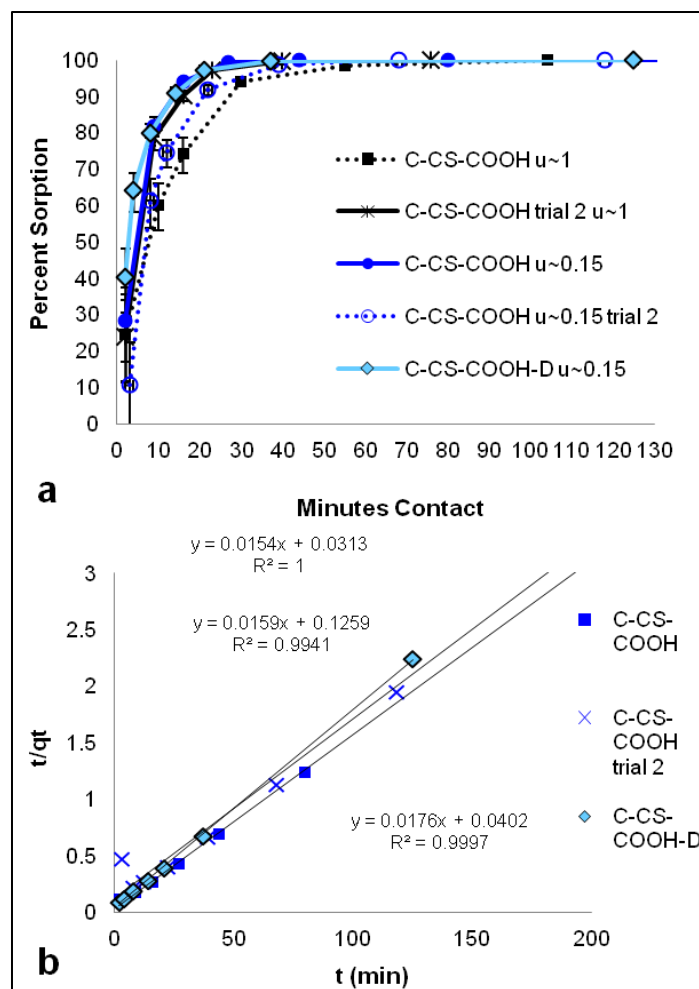 100
90
80
70
60
50
40
30
20
10
0
Percent Sorption
C-CS-COOH u~1
C-CS-COOH trial 2 u~1
C-CS-COOH u~0.15
C-CS-COOH u~0.15 trial 2
C-CS-COOH-D u~0.15
0 10 20 30 40 50 60 70 80 90 100 110 120 130
a
Minutes Contact
y = 0.0154x + 0.0313
R² = 1
y = 0.0159x + 0.1259
R² = 0.9941
3
2.5
2
1.5
1
0.5
0
t/qt
C-CS-
COOH
C-CS-
COOH
trial 2
C-CS-
COOH-D
y = 0.0176x + 0.0402
R² = 0.9997
0 50 100 150 200
b
t (min)